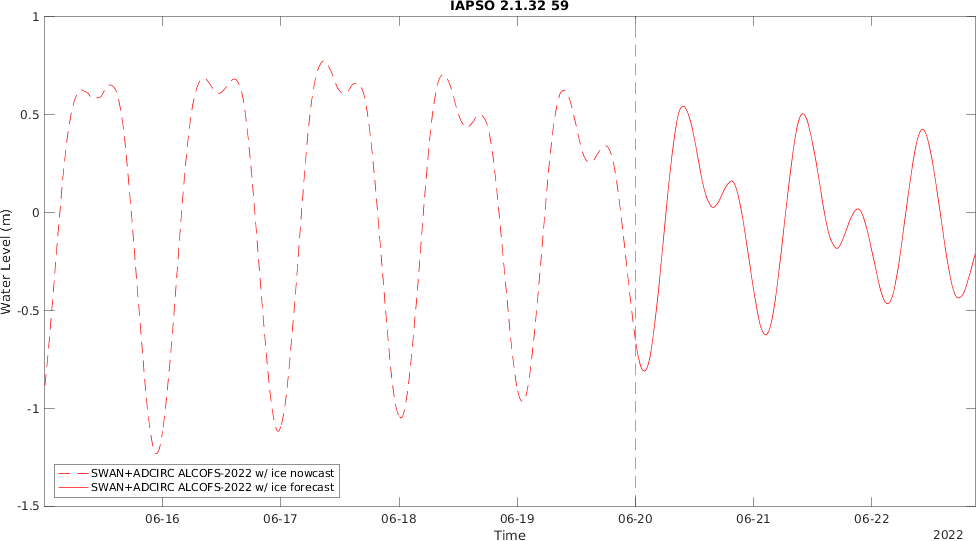 IAPSO 2.1.32 59
Water Level (m)
1
0.5
0
-0.5
-1
-1.5
SWAN+ADCIRC ALCOFS-2022 w/ ice nowcast
SWAN+ADCIRC ALCOFS-2022 w/ ice forecast
06-16 06-17 06-18 06-19 06-20 06-21 06-22
Time
2022